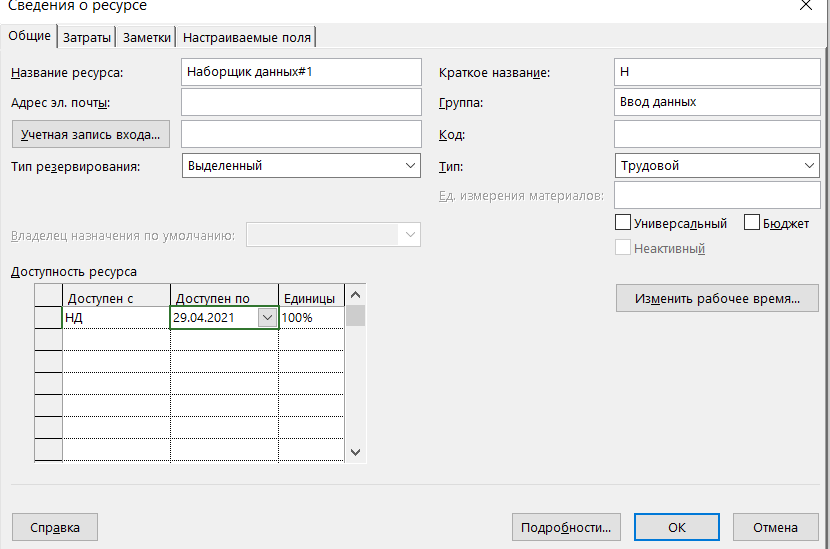 Сведения о ресурсе
Общие Затраты Заметки Настраиваемые поля
Название ресурса: Наборщик данных#1 Краткое название: Н
Адрес эл. почты: Группа: Ввод данных
Учетная запись входа... Код:
Тип резервирования: Выделенный Тип: Трудовой
Ед. измерения материалов:
Универсальный Бюджет
Владелец назначения по умолчанию:
Неактивный
Доступность ресурса
Доступен с Доступен по Единицы
Изменить рабочее время...
НД 29.04.2021 100%
Справка Подробности... ОК Отмена